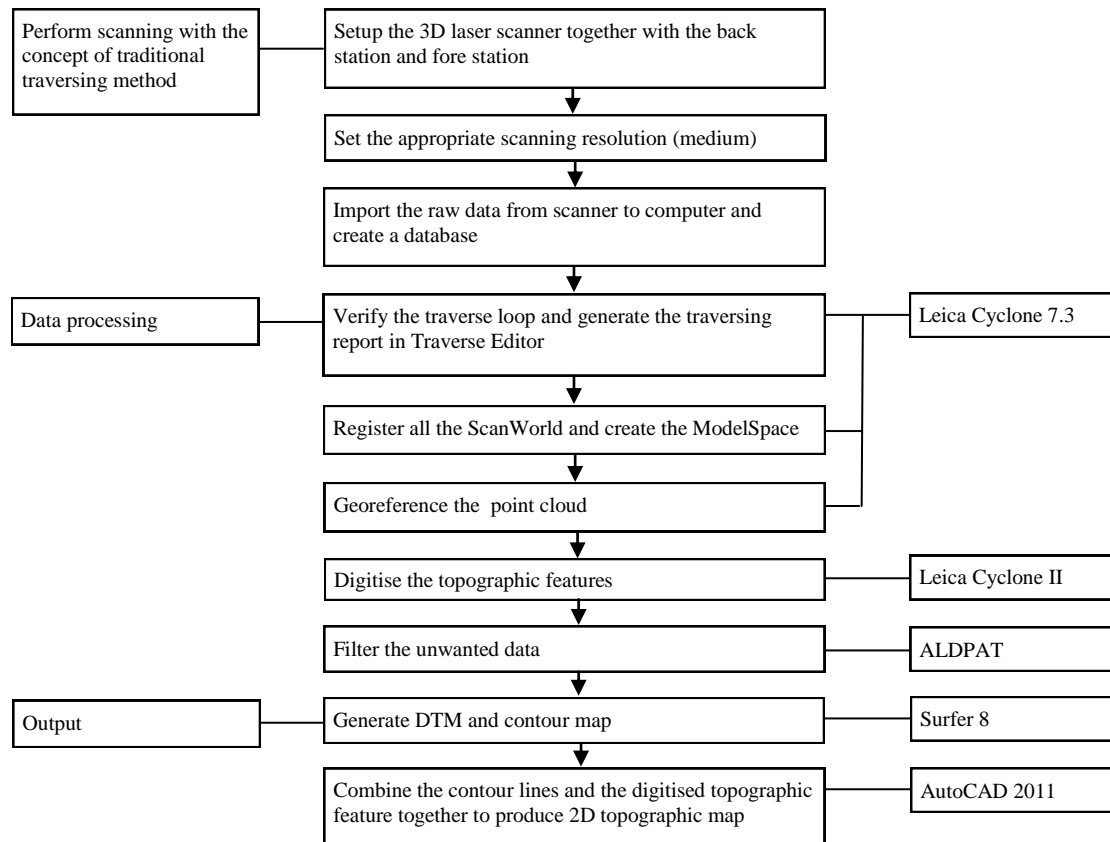 Perform scanning with the
concept of traditional
traversing method
Setup the 3D laser scanner together with the back
station and fore station
Set the appropriate scanning resolution (medium)
Import the raw data from scanner to computer and
create a database
Data processing
Verify the traverse loop and generate the traversing
report in Traverse Editor
Leica Cyclone 7.3
Register all the ScanWorld and create the ModelSpace
Georeference the  point cloud
Digitise the topographic features
Leica Cyclone II
Filter the unwanted data
ALDPAT
Output
Generate DTM and contour map
Surfer 8
Combine the contour lines and the digitised topographic
feature together to produce 2D topographic map
AutoCAD 2011